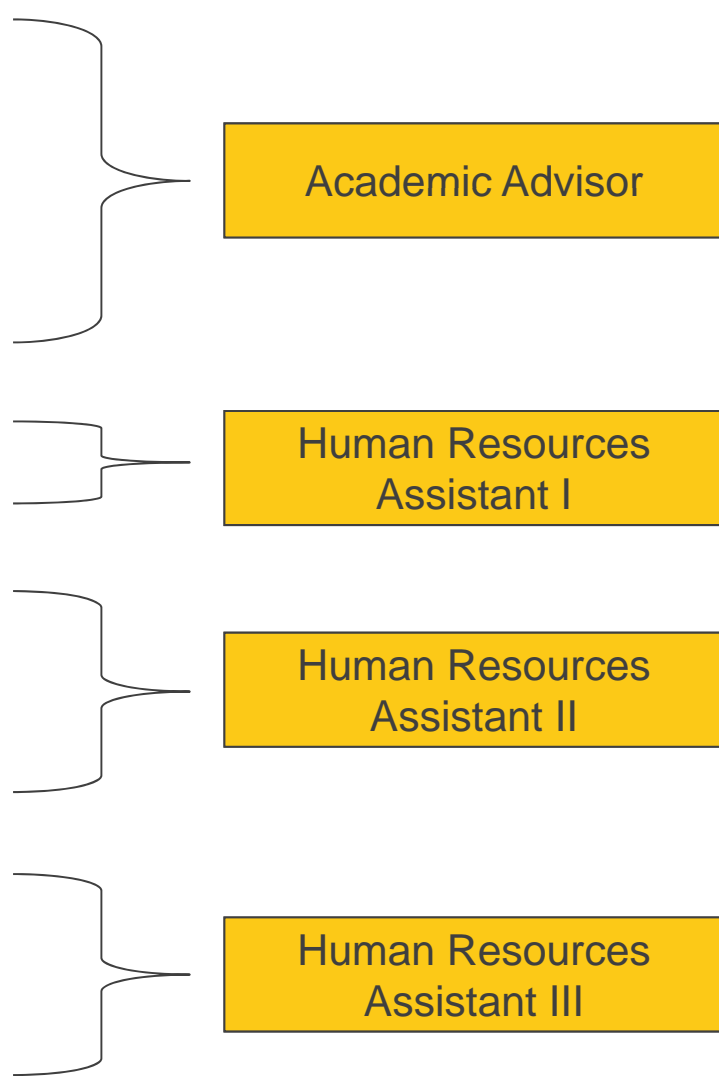 Academic Advisor
Human Resources
Assistant I
Human Resources
Assistant II
Human Resources
Assistant III